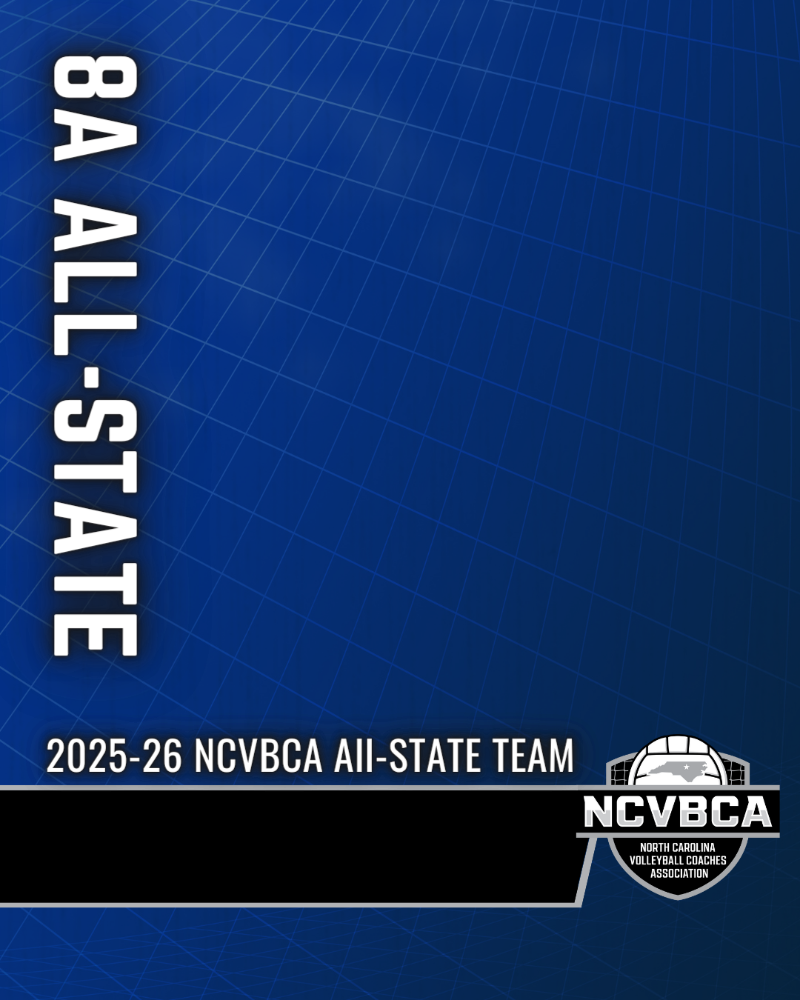 8A ALL-STATE
2025-26 NCVBCA All-STATE TEAM
NCVBCA
NORTH CAROLINA
VOLLEYBALL COACHES
ASSOCIATION